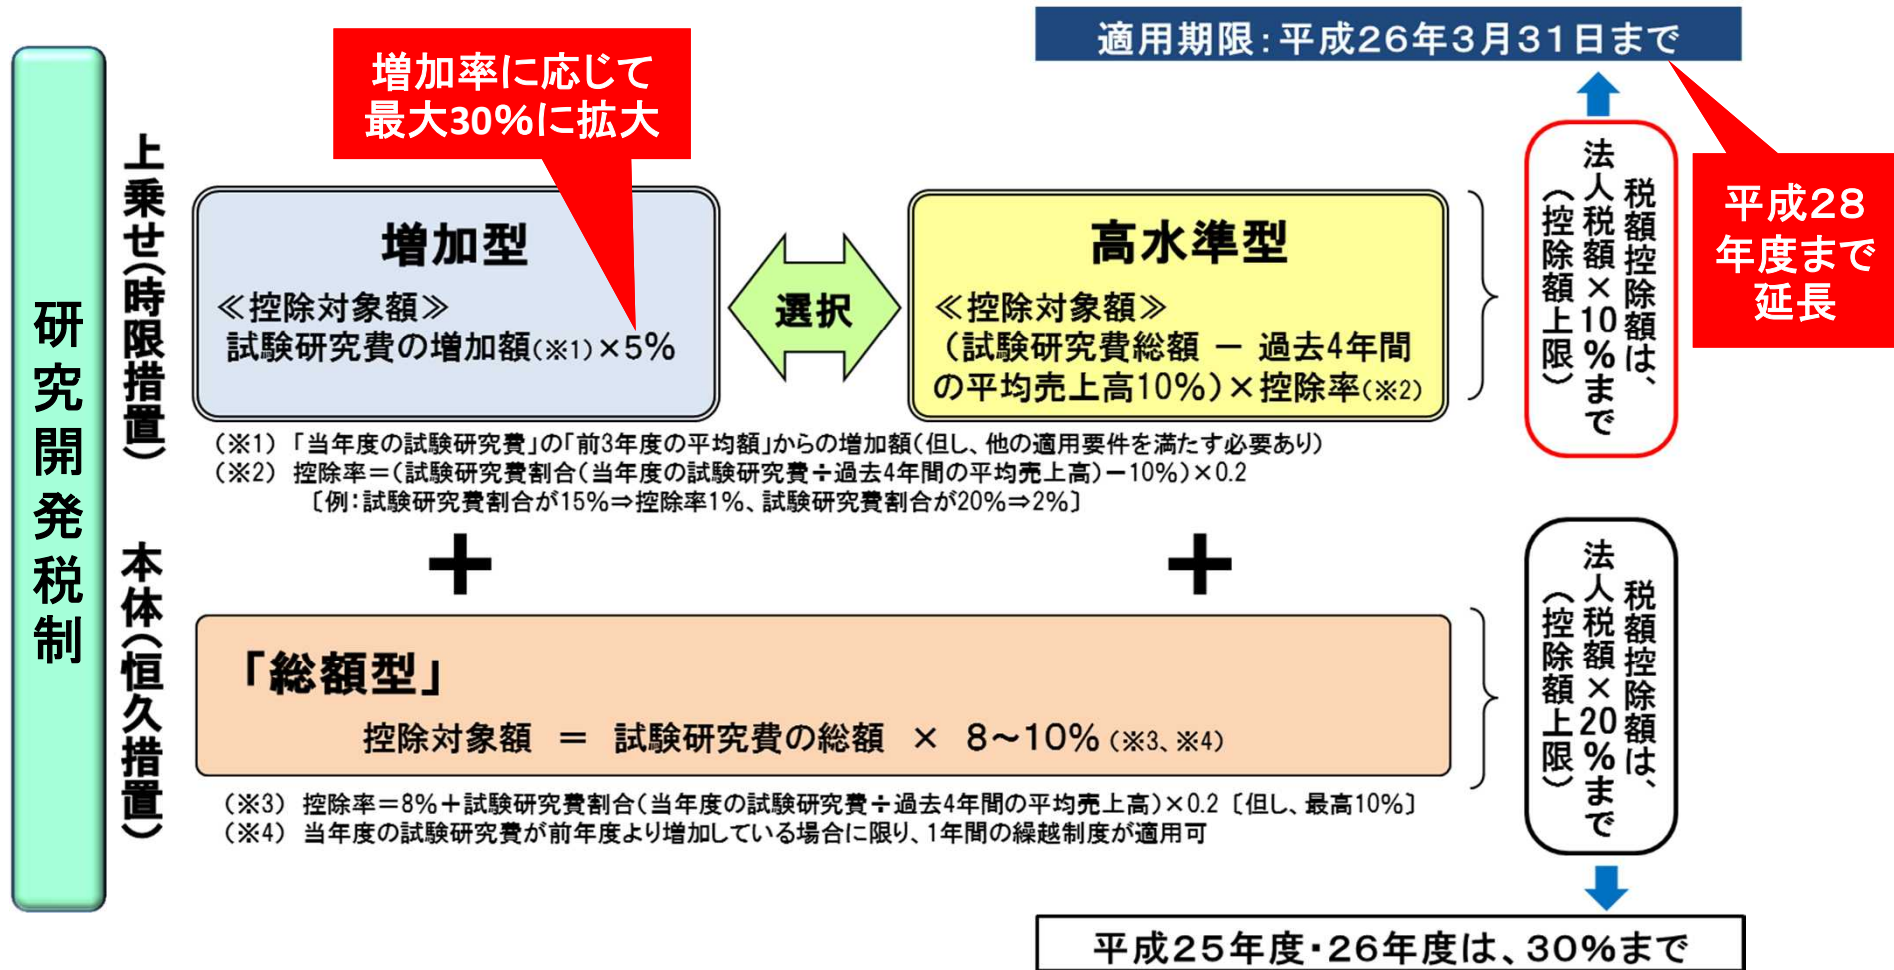 適用期限:平成26年3月31日まで
増加率に応じて
最大30%に拡大
平成28
年度まで
延長
研究開発税制
上乗せ(時限措置)
増加型
≪控除対象額≫
試験研究費の増加額(※1)×5%
選択
高水準型
≪控除対象額≫
(試験研究費総額 - 過去4年間
の平均売上高10%)×控除率(※2)
税額控除額は、
法人税額×10%まで
(控除額上限)
(※1) 「当年度の試験研究費」の「前3年度の平均額」からの増加額(但し、他の適用要件を満たす必要あり)
(※2) 控除率=(試験研究費割合(当年度の試験研究費÷過去4年間の平均売上高)-10%)×0.2
〔例:試験研究費割合が15%⇒控除率1%、試験研究費割合が20%⇒2%〕
+
+
本体(恒久措置)
「総額型」
控除対象額 = 試験研究費の総額 × 8~10% (※3、※4)
税額控除額は、
法人税額×20%まで
(控除額上限)
(※3) 控除率=8%+試験研究費割合(当年度の試験研究費÷過去4年間の平均売上高)×0.2 〔但し、最高10%〕
(※4) 当年度の試験研究費が前年度より増加している場合に限り、1年間の繰越制度が適用可
平成25年度・26年度は、30%まで